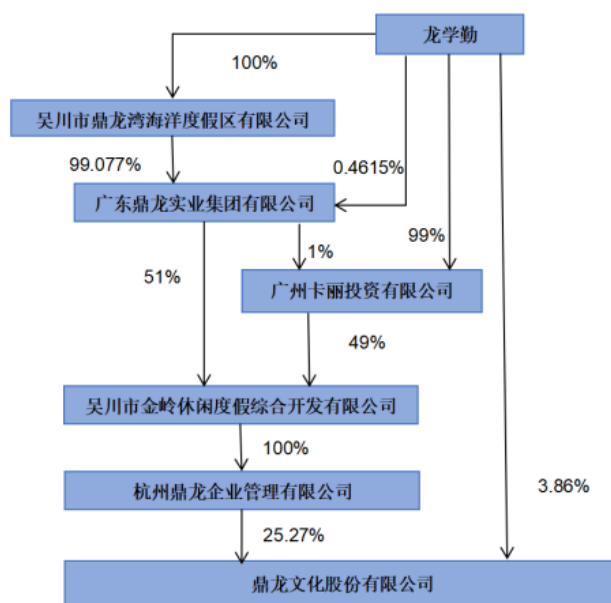 龙学勤
100%
吴川市鼎龙湾海洋度假区有限公司
99.077%
0.4615%
广东鼎龙实业集团有限公司
1%
99%
51%
广州卡丽投资有限公司
49%
吴川市金岭休闲度假综合开发有限公司
100%
杭州鼎龙企业管理有限公司
3.86%
25.27%
鼎龙文化股份有限公司